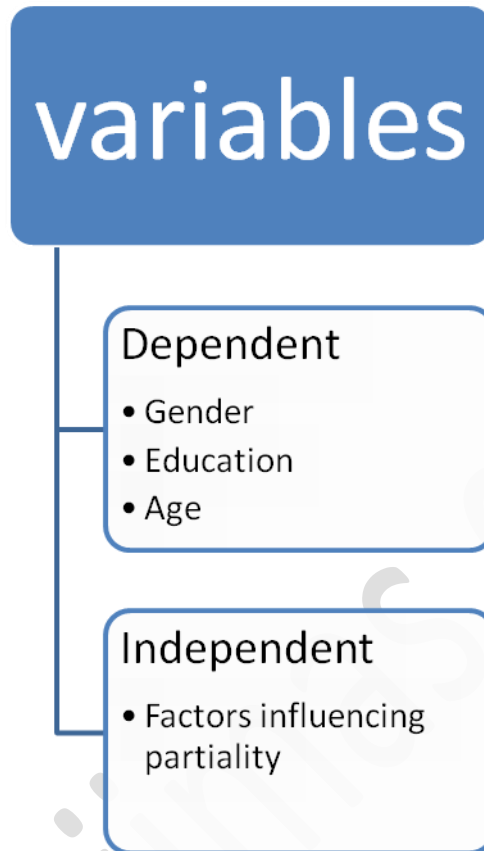 variables
Dependent
• Gender
• Education
• Age
Independent
• Factors influencing
partiality